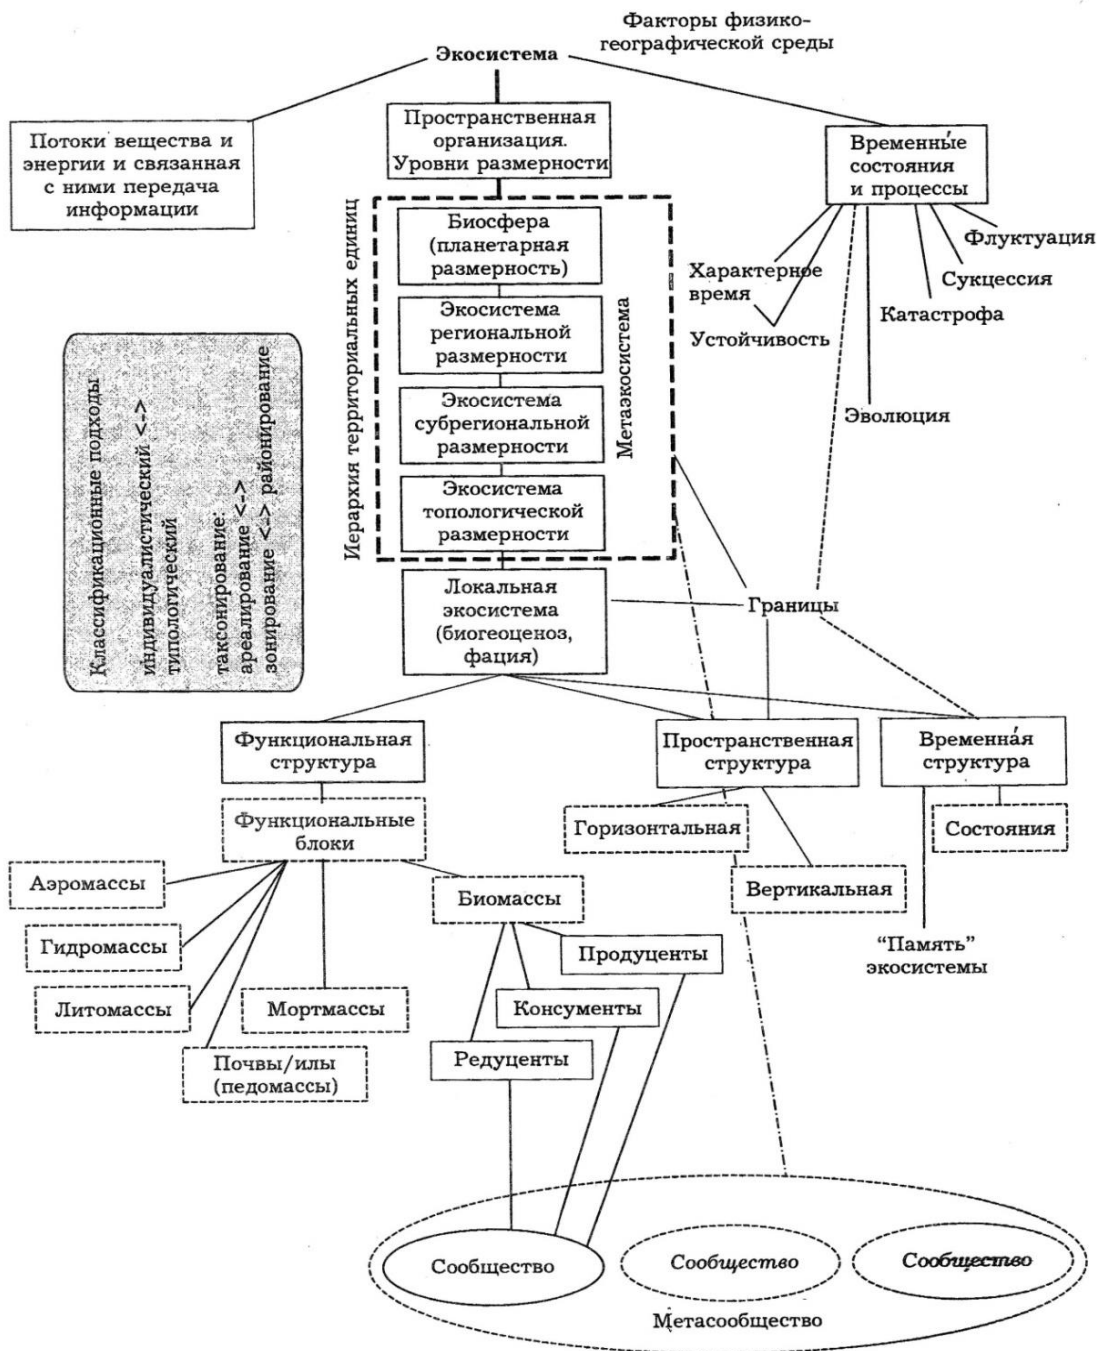 Факторы физико-
географической среды
Экосистема
Потоки вещества и
энергии и связанная
с ними передача
информации
Пространственная
организация.
Уровни размерности
Временны́е
состояния
и процессы
Иерархия территориальных единиц
Биосфера
(планетарная
размерность)
Экосистема
региональной
размерности
Экосистема
субрегиональной
размерности
Экосистема
топологической
размерности
Метаэкосистема
Характерное
время
Устойчивость
Эволюция
Катастрофа
Сукцессия
Флуктуация
Классификационные подходы
индивидуалистический <->
типологический
таксонирование:
ареалирование <->
зонирование <-> районирование
Локальная
экосистема
(биогеоценоз,
фация)
Границы
Функциональная
структура
Пространственная
структура
Временна́я
структура
Функциональные
блоки
Горизонтальная
Вертикальная
Состояния
"Память"
экосистемы
Аэромассы
Гидромассы
Литомассы
Почвы/илы
(педомассы)
Мортмассы
Биомассы
Продуценты
Консументы
Редуценты
Сообщество
Сообщество
Сообщество
Метасообщество